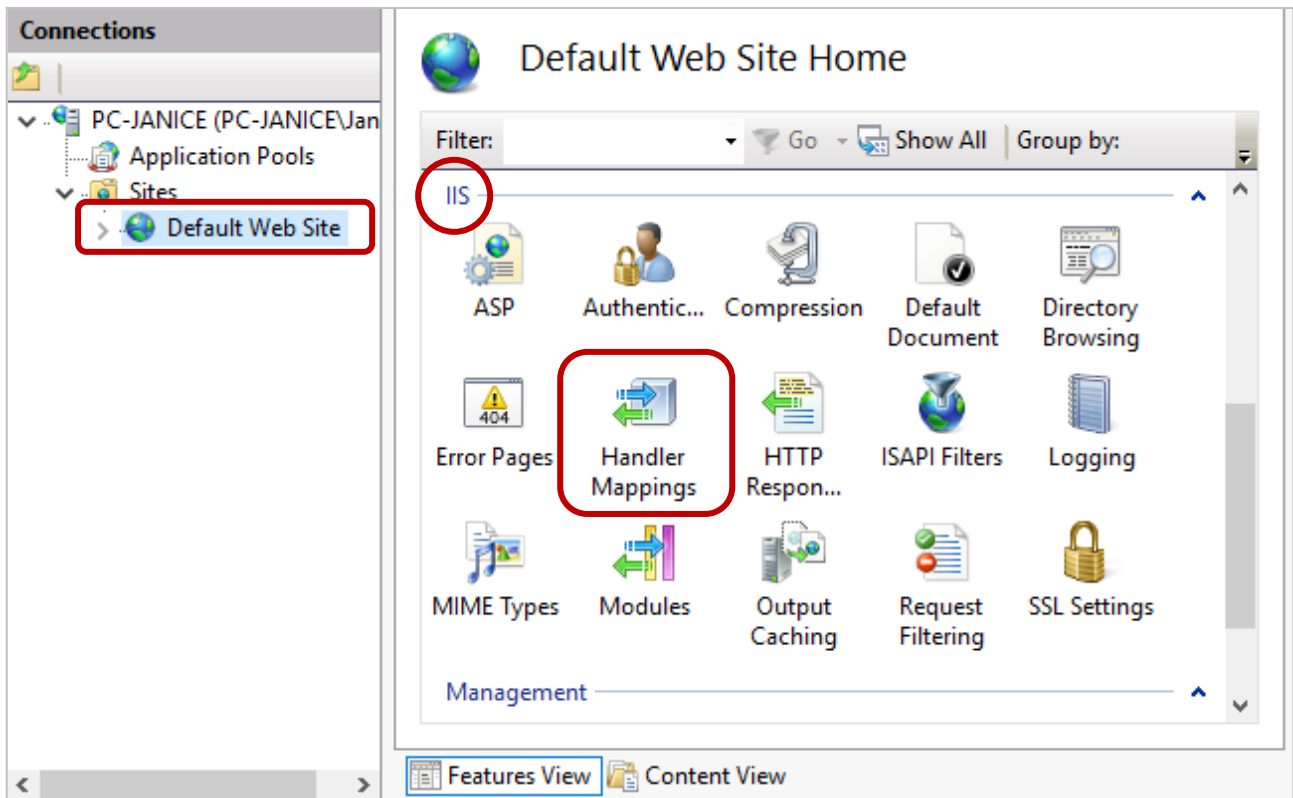 Connections
PC-JANICE (PC-JANICE\Jan
Application Pools
Sites
Default Web Site
Default Web Site Home
Filter: Go Show All Group by:
IIS
ASP Authentic... Compression Default Directory
Document Browsing
404
Error Pages Handler HTTP ISAPI Filters Logging
Mappings Respon...
MIME Types Modules Output Request SSL Settings
Caching Filtering
Management
Features View Content View